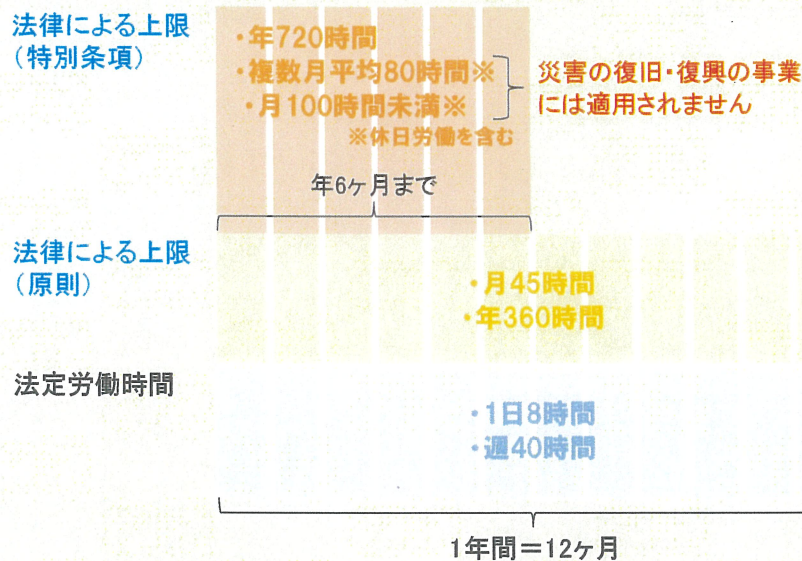 法律による上限
（特別条項）
・年720時間
・複数月平均80時間※
・月100時間未満※
※休日労働を含む
災害の復旧・復興の事業
には適用されません
年6ヶ月まで
法律による上限
（原則）
・月45時間
・年360時間
法定労働時間
・1日8時間
・週40時間
1年間＝12ヶ月